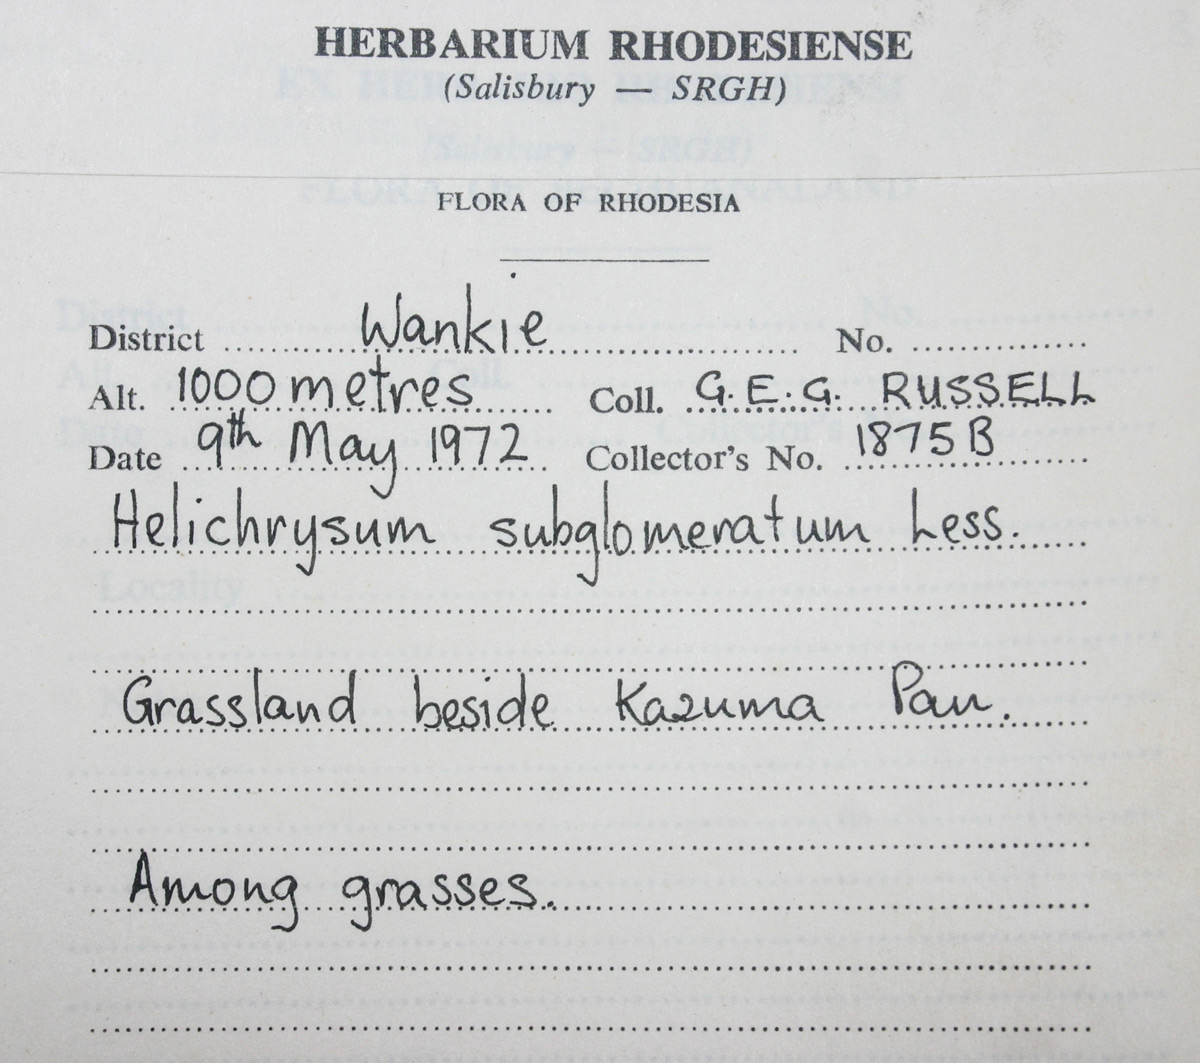 HERBARIUM RHODESIENSE
(Salisbury — SRGH)
FLORA OF RHODESIA
District Wankie No.
Alt. 1000 metres Coll. G.E.G. RUSSELL
Date 9th May 1972 Collector's No. 1875B
Helichrysum subglomeratum Less.
Grassland beside Kazuma Pan.
Among grasses.